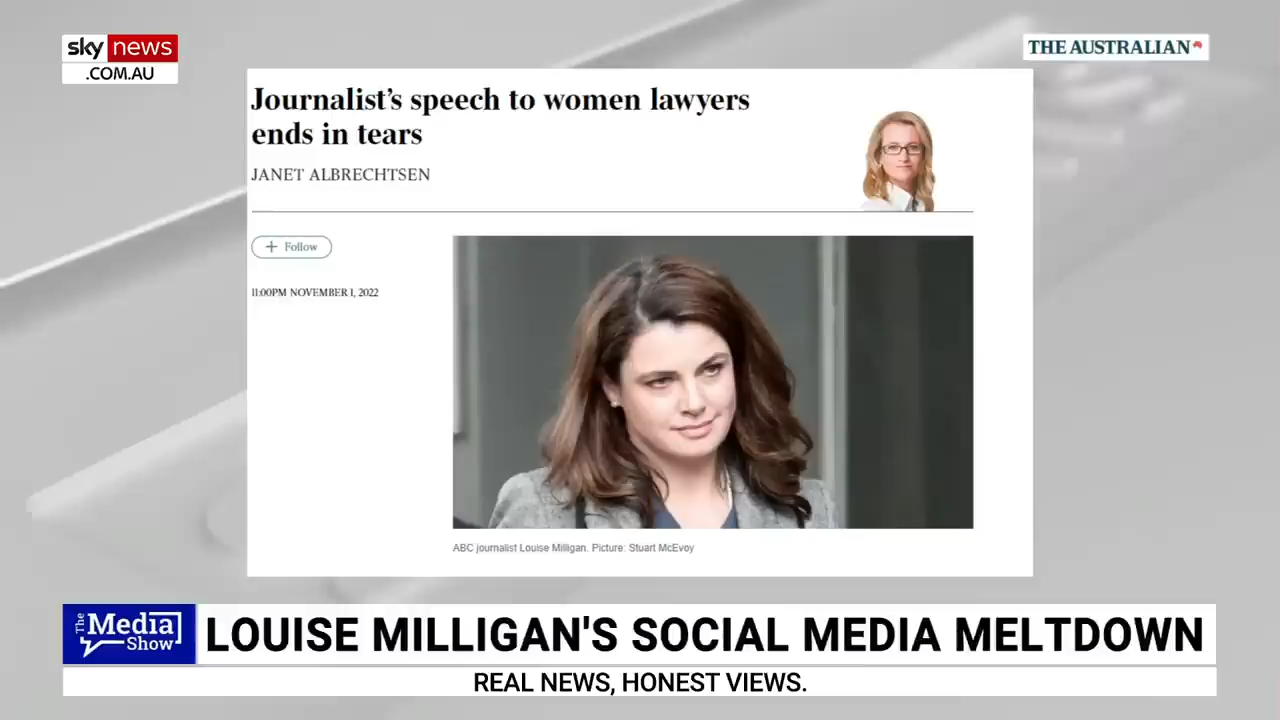 sky news
.COM.AU
THE AUSTRALIAN
Journalist's speech to women lawyers
ends in tears
JANET ALBRECHTSEN
+ Follow
11:00PM NOVEMBER 1, 2022
ABC journalist Louise Milligan. Picture: Stuart McEvoy
The Media Show
LOUISE MILLIGAN'S SOCIAL MEDIA MELTDOWN
REAL NEWS, HONEST VIEWS.